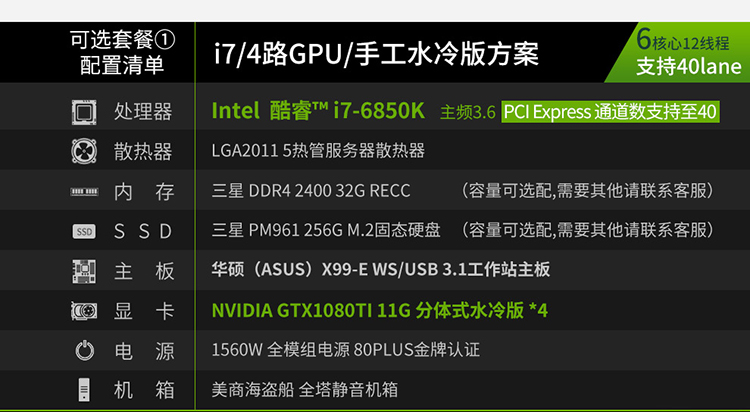 可选套餐①
配置清单
i7/4路GPU/手工水冷版方案
6核心12线程
支持40lane
处理器 Intel 酷睿™ i7-6850K 主频3.6 PCI Express 通道数支持至40
散热器 LGA2011 5热管服务器散热器
内 存 三星 DDR4 2400 32G RECC （容量可选配,需要其他请联系客服）
SSD S S D 三星 PM961 256G M.2固态硬盘 （容量可选配,需要其他请联系客服）
主 板 华硕（ASUS）X99-E WS/USB 3.1工作站主板
显 卡 NVIDIA GTX1080TI 11G 分体式水冷版 *4
电 源 1560W 全模组电源 80PLUS金牌认证
机 箱 美商海盗船 全塔静音机箱